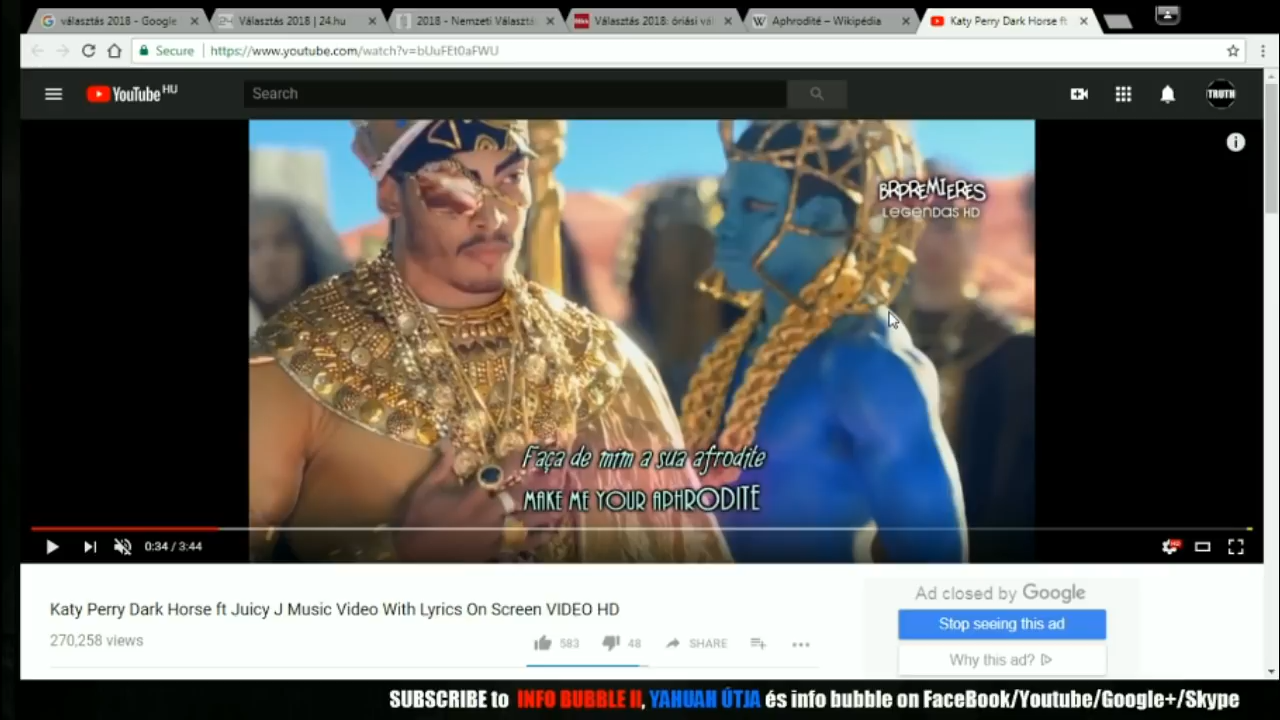 választás 2018 - Google
Választás 2018 | 24.hu
2018 - Nemzeti Választá
Választás 2018: óriási vá
Aphrodité – Wikipédia
Katy Perry Dark Horse ft
Secure
https://www.youtube.com/watch?v=bUuFEt0aFWU
YouTube HU
Search
TRUTH
BRPREMIERES
LEGENDAS HD
Faça de mim a sua afrodite
MAKE ME YOUR APHRODITE
0:34 / 3:44
Katy Perry Dark Horse ft Juicy J Music Video With Lyrics On Screen VIDEO HD
270,258 views
583
48
SHARE
Ad closed by Google
Stop seeing this ad
Why this ad?
SUBSCRIBE to INFO BUBBLE II, YAHUAH ÚTJA és info bubble on FaceBook/Youtube/Google+/Skype